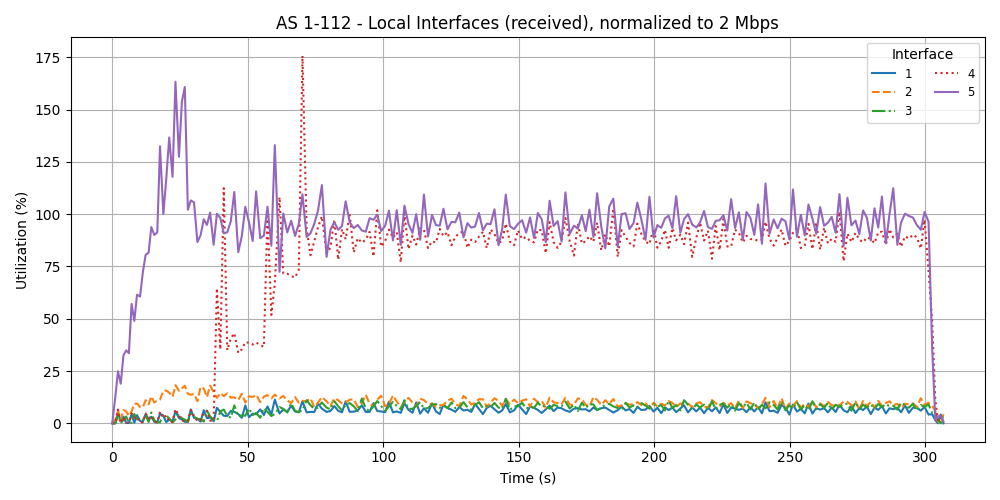 AS 1-112 - Local Interfaces (received), normalized to 2 Mbps
Interface
1
2
3
4
5
Utilization (%)
175
150
125
100
75
50
25
0
0 50 100 150 200 250 300
Time (s)